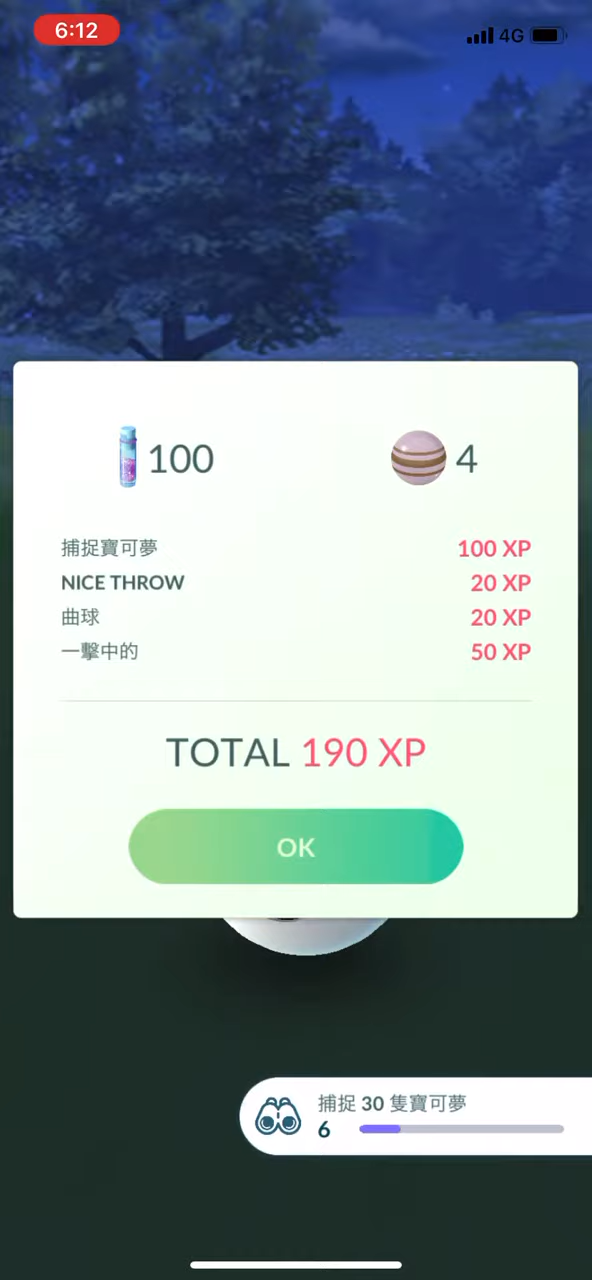 6:12
4G
100
4
捕捉寶可夢 100 XP
NICE THROW 20 XP
曲球 20 XP
一擊中的 50 XP
TOTAL 190 XP
OK
捕捉 30 隻寶可夢
6